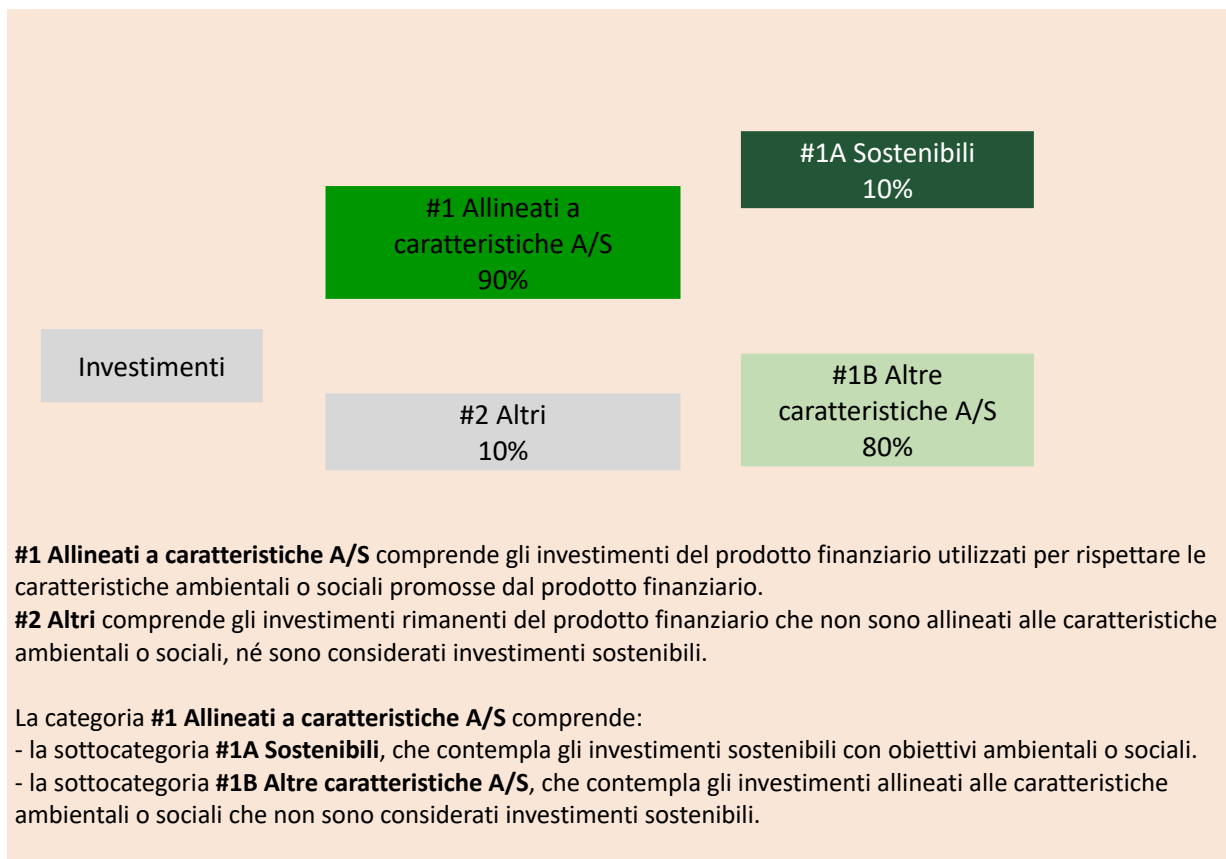 #1A Sostenibili
10%
#1 Allineati a
caratteristiche A/S
90%
Investimenti
#1B Altre
caratteristiche A/S
80%
#2 Altri
10%
#1 Allineati a caratteristiche A/S comprende gli investimenti del prodotto finanziario utilizzati per rispettare le
caratteristiche ambientali o sociali promosse dal prodotto finanziario.
#2 Altri comprende gli investimenti rimanenti del prodotto finanziario che non sono allineati alle caratteristiche
ambientali o sociali, né sono considerati investimenti sostenibili.
La categoria #1 Allineati a caratteristiche A/S comprende:
- la sottocategoria #1A Sostenibili, che contempla gli investimenti sostenibili con obiettivi ambientali o sociali.
- la sottocategoria #1B Altre caratteristiche A/S, che contempla gli investimenti allineati alle caratteristiche
ambientali o sociali che non sono considerati investimenti sostenibili.